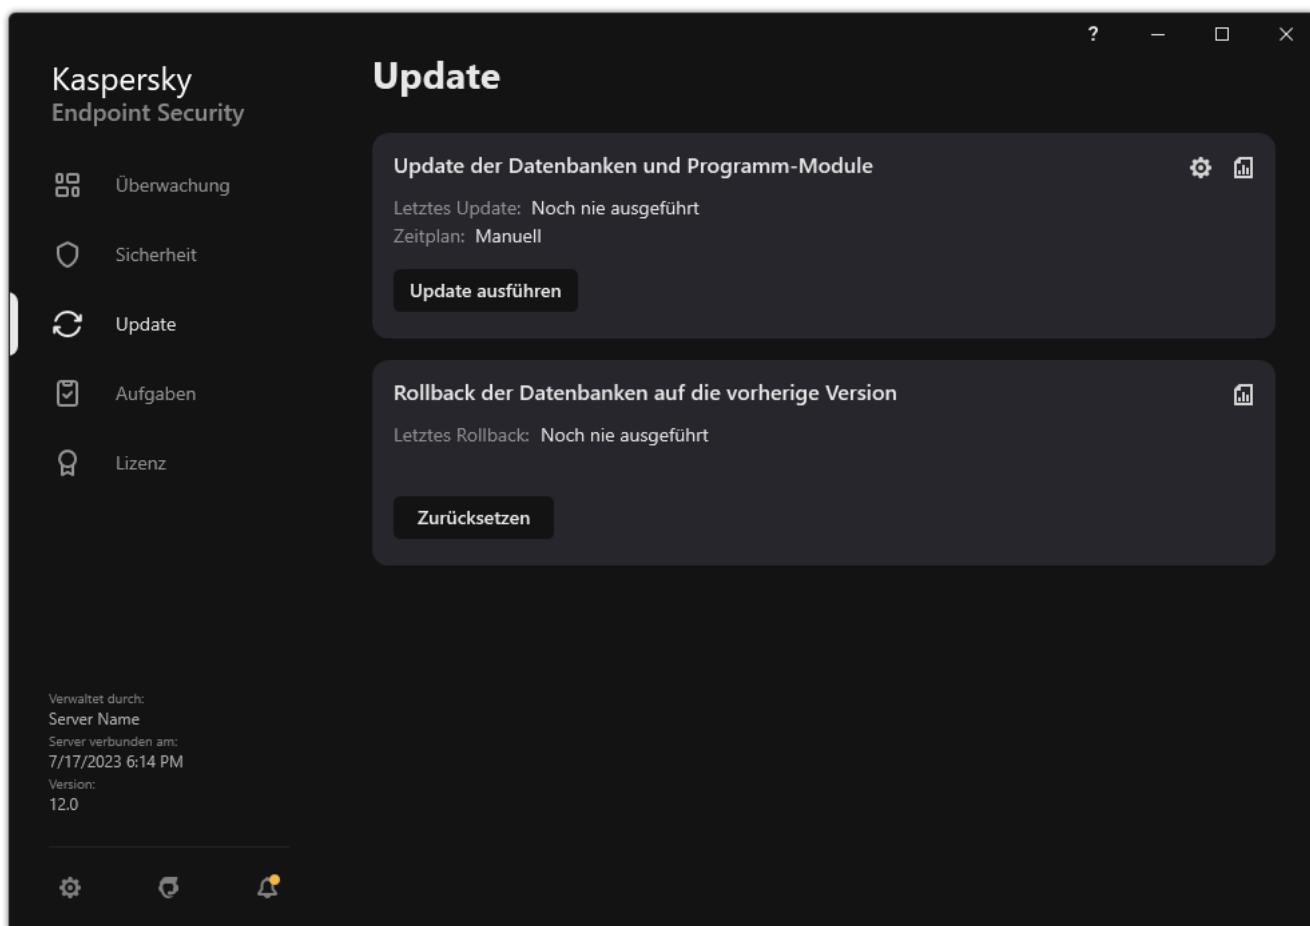 ?
Kaspersky
Endpoint Security
Überwachung
Sicherheit
Update
Aufgaben
Lizenz
Verwaltet durch:
Server Name
Server verbunden am:
7/17/2023 6:14 PM
Version:
12.0
Update
Update der Datenbanken und Programm-Module
Letztes Update: Noch nie ausgeführt
Zeitplan: Manuell
Update ausführen
Rollback der Datenbanken auf die vorherige Version
Letztes Rollback: Noch nie ausgeführt
Zurücksetzen